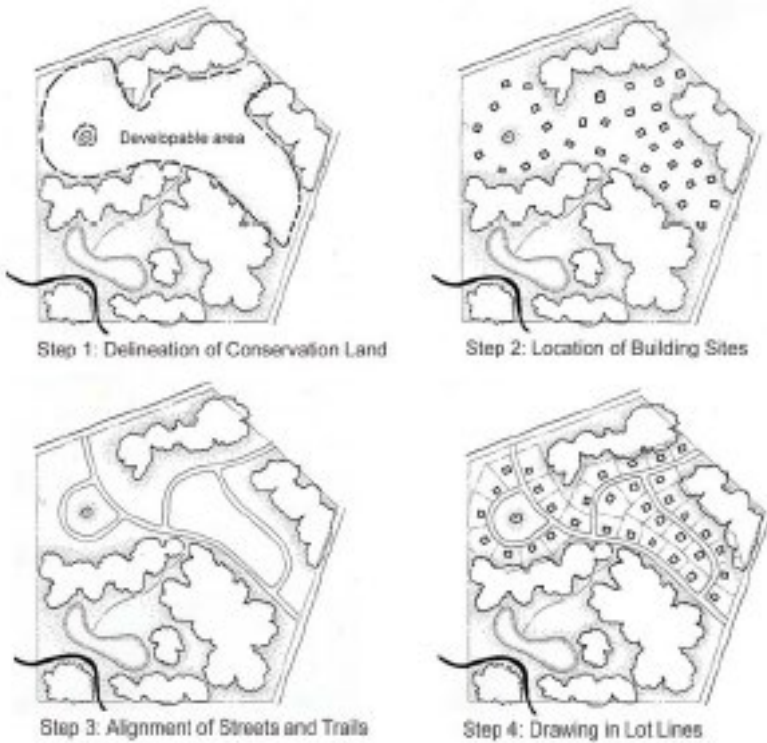 Developable area
Step 1: Delineation of Conservation Land
Step 2: Location of Building Sites
Step 3: Alignment of Streets and Trails
Step 4: Drawing in Lot Lines